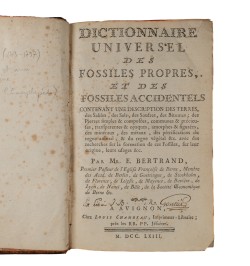 DICTIONNAIRE
UNIVERSEL
DES
FOSSILES PROPRES,
ET DES
FOSSILES ACCIDENTELS
CONTENANT UNE DESCRIPTION DES TERRES,
des Sables, des Sels, des Soufres, des Bitumes; des
Pierres simples & composées, communes & précieu-
ses, transparentes & opaques, amorphes & figurées,
des minéraux, des métaux, des pétrifications du
regne animal, & du regne végétal &c. avec des
recherches sur la formation de ces fossiles, sur leur
origine, leurs usages &c.
PAR MR. E. BERTRAND,
Premier Pasteur de l'Eglise Françoise de Berne, Membre
des Acad. de Berlin, de Goettingue, de Stockholm,
de Florence, de Leipsic, de Mayence, de Baviere, de
Lyon, de Nancy, de Bâle, de la Societé Oeconomique
de Berne &c.
A AVIGNON,
Chez LOUIS CHAMBEAU, Imprimeur-Libraire,
près les RR. PP. Jésuites.
M. DCC. LXIII.